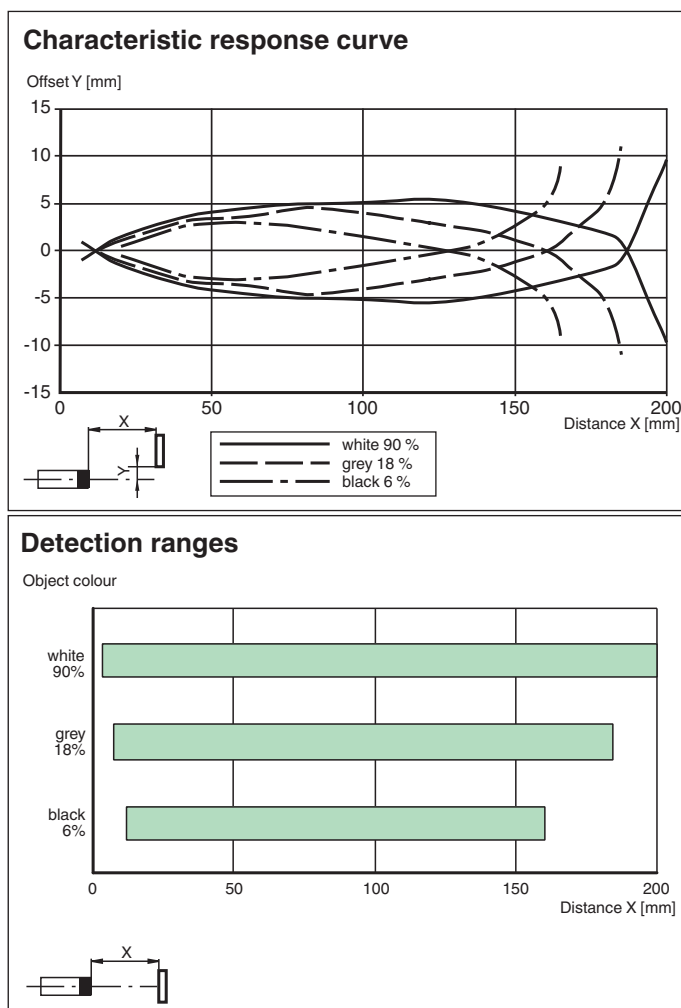 Characteristic response curve
Offset Y [mm]
15
10
5
0
-5
-10
-15
0
50
100
150
200
Distance X [mm]
X
Y
white 90 %
grey 18 %
black 6 %
Detection ranges
Object colour
white
90%
grey
18%
black
6%
0
50
100
150
200
Distance X [mm]
X